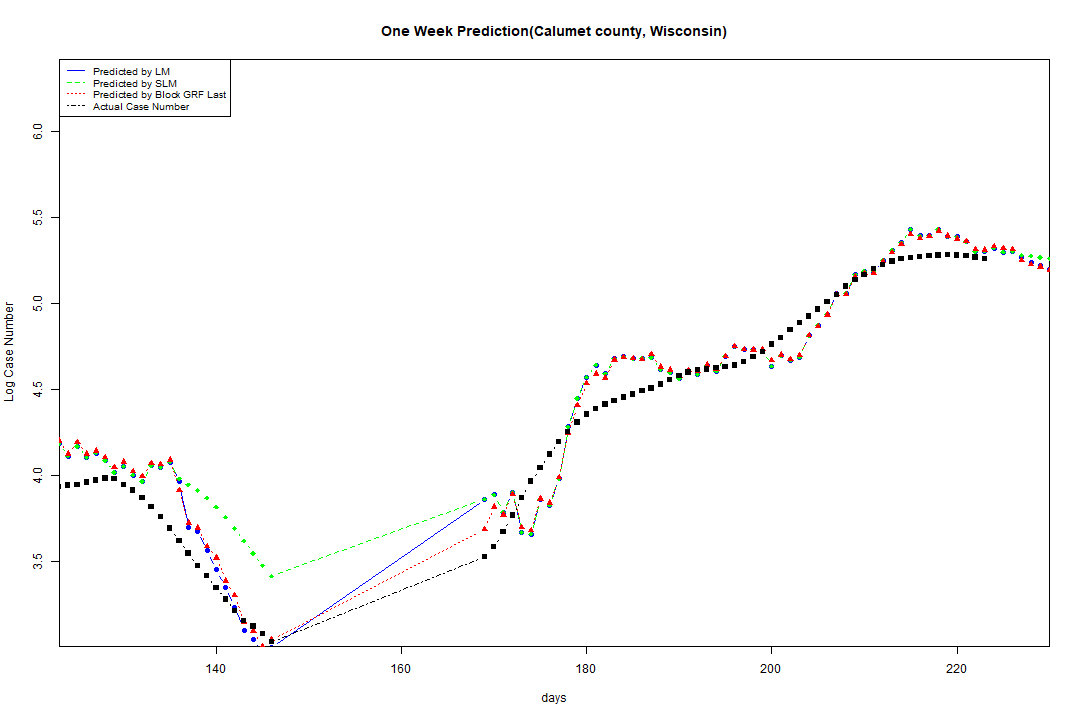 One Week Prediction(Calumet county, Wisconsin)
Predicted by LM
Predicted by SLM
Predicted by Block GRF Last
Actual Case Number
6.0
5.5
5.0
4.5
4.0
3.5
Log Case Number
140 160 180 200 220
days